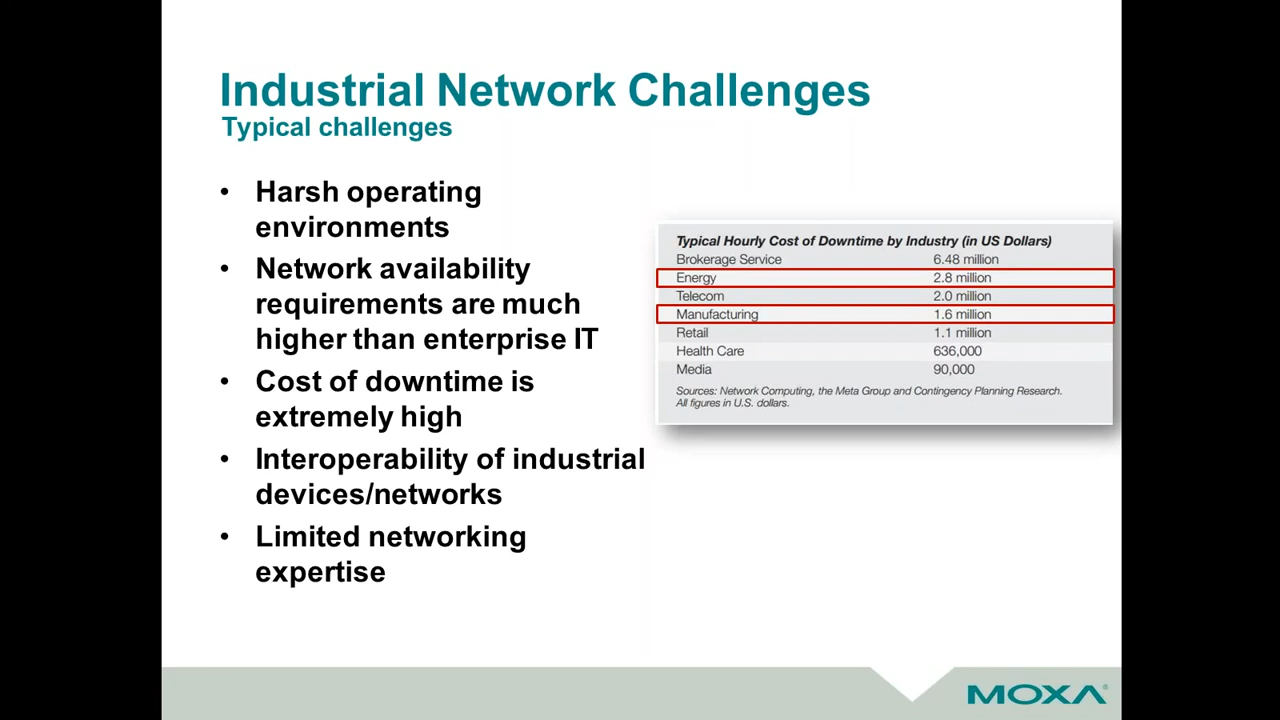 Industrial Network Challenges
Typical challenges
• Harsh operating
environments
• Network availability
requirements are much
higher than enterprise IT
• Cost of downtime is
extremely high
• Interoperability of industrial
devices/networks
• Limited networking
expertise
Typical Hourly Cost of Downtime by Industry (in US Dollars)
Brokerage Service 6.48 million
Energy 2.8 million
Telecom 2.0 million
Manufacturing 1.6 million
Retail 1.1 million
Health Care 636,000
Media 90,000
Sources: Network Computing, the Meta Group and Contingency Planning Research.
All figures in U.S. dollars.
MOXA®